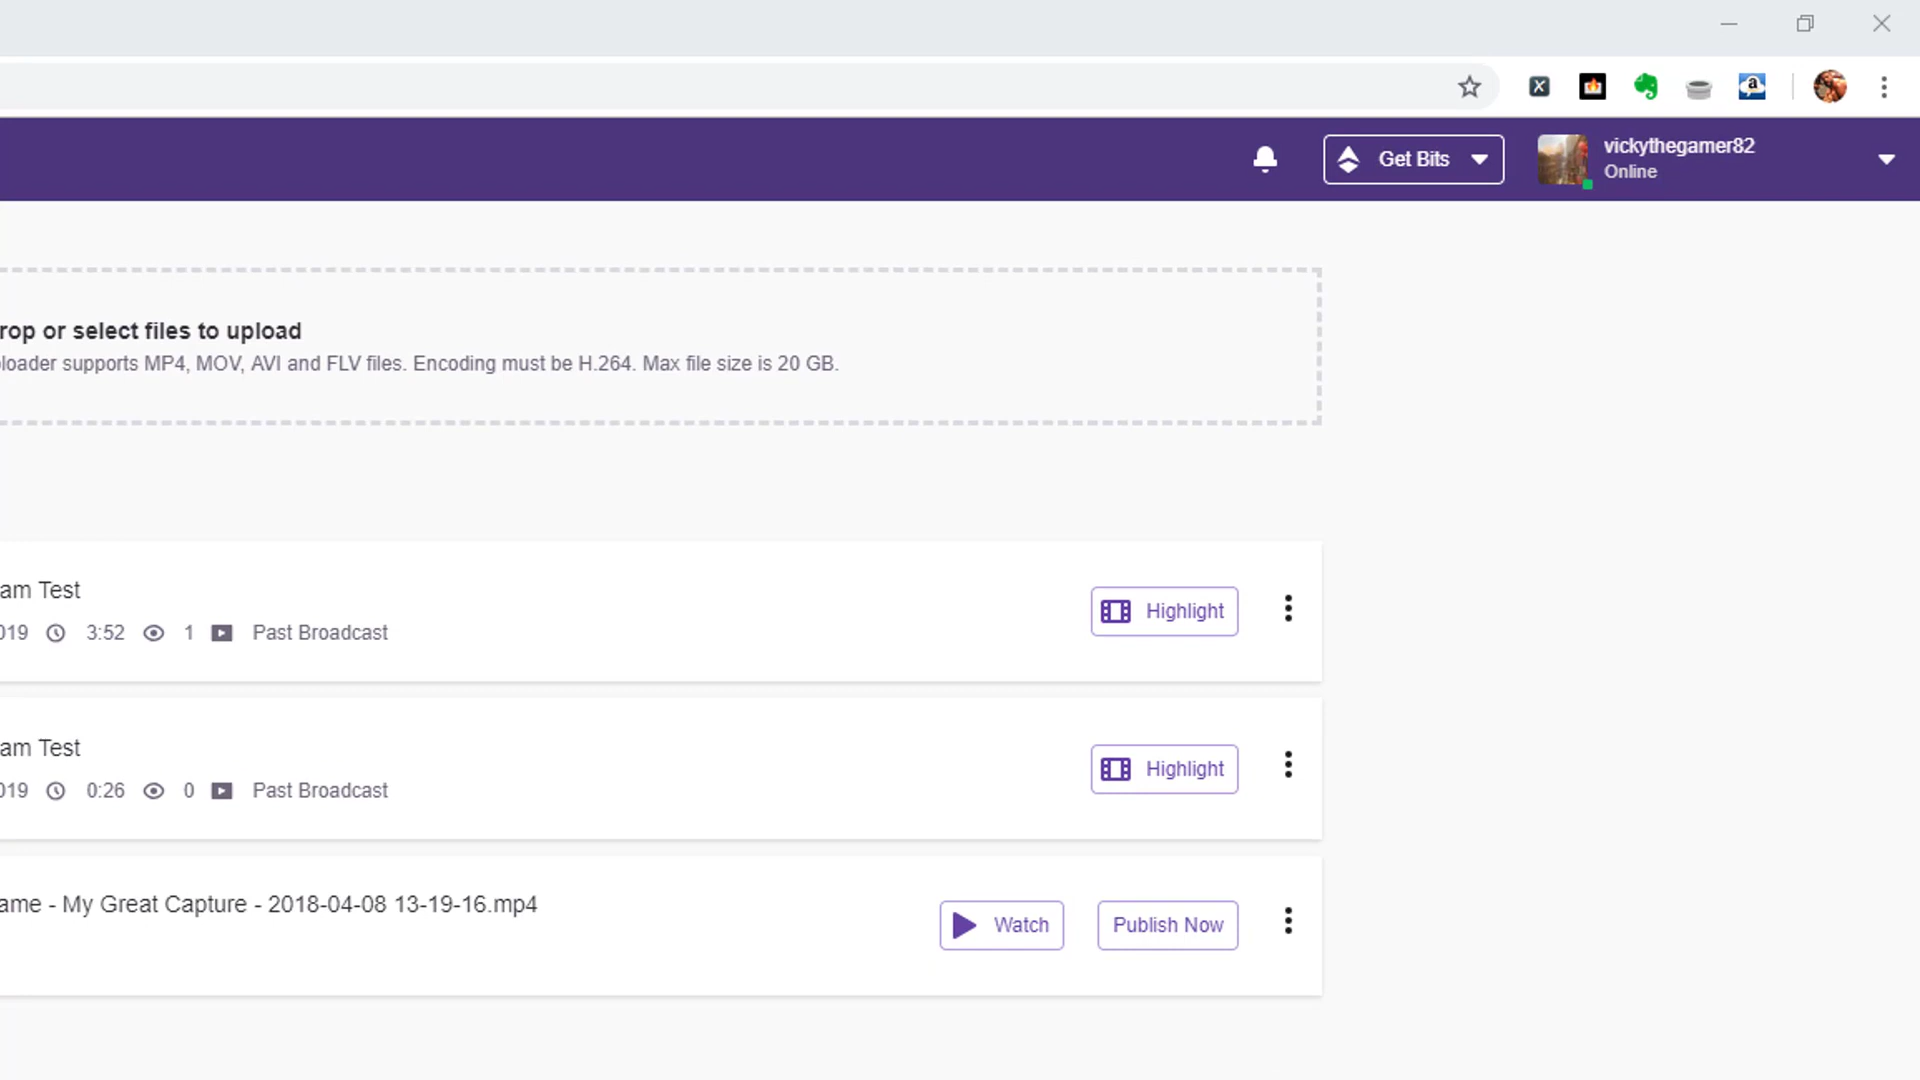 Get Bits
vickythegamer82
Online
rop or select files to upload
loader supports MP4, MOV, AVI and FLV files. Encoding must be H.264. Max file size is 20 GB.
am Test
019 3:52 1 Past Broadcast
Highlight
am Test
019 0:26 0 Past Broadcast
Highlight
ame - My Great Capture - 2018-04-08 13-19-16.mp4
Watch
Publish Now